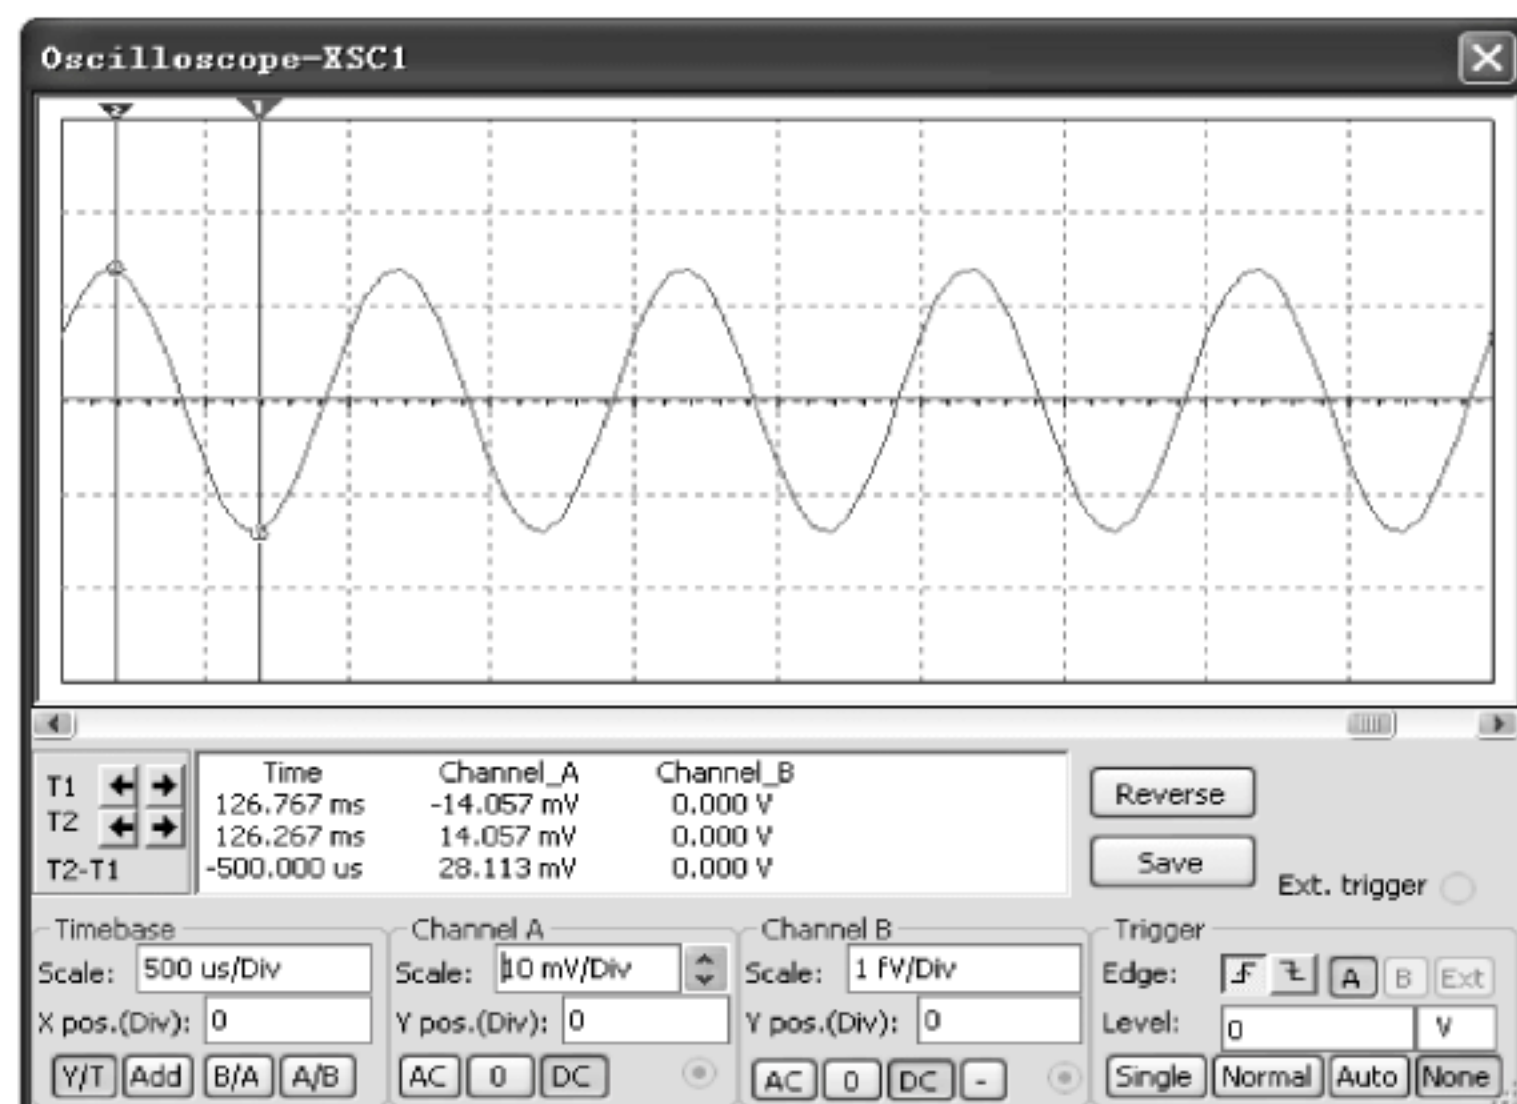 Oscilloscope-XSC1
2 1
Time Channel_A Channel_B
T1 126.767 ms -14.057 mV 0.000 V
T2 126.267 ms 14.057 mV 0.000 V
T2-T1 -500.000 us 28.113 mV 0.000 V
Reverse
Save
Ext. trigger
Timebase
Scale: 500 us/Div
X pos.(Div): 0
Y/T Add B/A A/B
Channel A
Scale: 10 mV/Div
Y pos.(Div): 0
AC 0 DC
Channel B
Scale: 1 fV/Div
Y pos.(Div): 0
AC 0 DC -
Trigger
Edge: A B Ext
Level: 0 V
Single Normal Auto None